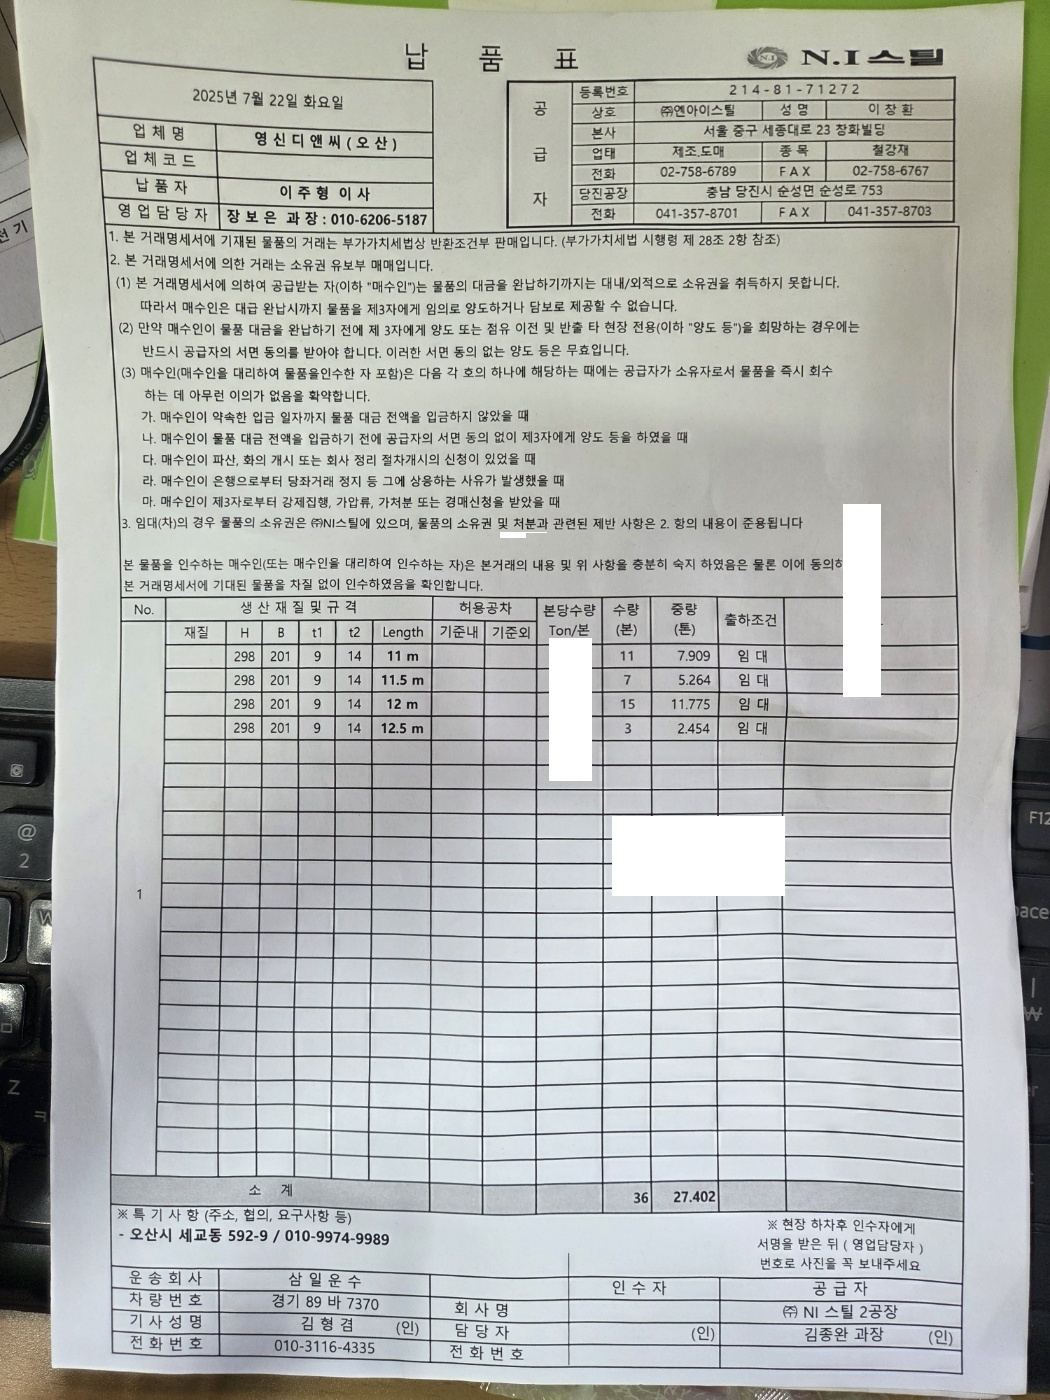 납 품 표
N.I스틸
2025년 7월 22일 화요일
업 체 명 영 신 디 앤 씨 ( 오 산 )
업 체 코 드
납 품 자 이 주 형 이 사
영 업 담 당 자 장 보 은 과 장 : 010-6206-5187
공 급 자
등록번호 214-81-71272
상호 ㈜엔아이스틸 성 명 이 창 환
본사 서울 중구 세종대로 23 창화빌딩
업태 제조.도매 종 목 철강재
전화 02-758-6789 F A X 02-758-6767
당진공장 충남 당진시 순성면 순성로 753
전화 041-357-8701 F A X 041-357-8703
1. 본 거래명세서에 기재된 물품의 거래는 부가가치세법상 반환조건부 판매입니다. (부가가치세법 시행령 제 28조 2항 참조)
2. 본 거래명세서에 의한 거래는 소유권 유보부 매매입니다.
(1) 본 거래명세서에 의하여 공급받는 자(이하 "매수인")는 물품의 대금을 완납하기까지는 대내/외적으로 소유권을 취득하지 못합니다.
따라서 매수인은 대급 완납시까지 물품을 제3자에게 임의로 양도하거나 담보로 제공할 수 없습니다.
(2) 만약 매수인이 물품 대금을 완납하기 전에 제 3자에게 양도 또는 점유 이전 및 반출 타 현장 전용(이하 "양도 등")을 희망하는 경우에는
반드시 공급자의 서면 동의를 받아야 합니다. 이러한 서면 동의 없는 양도 등은 무효입니다.
(3) 매수인(매수인을 대리하여 물품을인수한 자 포함)은 다음 각 호의 하나에 해당하는 때에는 공급자가 소유자로서 물품을 즉시 회수
하는 데 아무런 이의가 없음을 확약합니다.
가. 매수인이 약속한 입금 일자까지 물품 대금 전액을 입금하지 않았을 때
나. 매수인이 물품 대금 전액을 입금하기 전에 공급자의 서면 동의 없이 제3자에게 양도 등을 하였을 때
다. 매수인이 파산, 화의 개시 또는 회사 정리 절차개시의 신청이 있었을 때
라. 매수인이 은행으로부터 당좌거래 정지 등 그에 상응하는 사유가 발생했을 때
마. 매수인이 제3자로부터 강제집행, 가압류, 가처분 또는 경매신청을 받았을 때
3. 임대(차)의 경우 물품의 소유권은 ㈜NI스틸에 있으며, 물품의 소유권 및 처분과 관련된 제반 사항은 2. 항의 내용이 준용됩니다
본 물품을 인수하는 매수인(또는 매수인을 대리하여 인수하는 자)은 본거래의 내용 및 위 사항을 충분히 숙지 하였음은 물론 이에 동의하
본 거래명세서에 기대된 물품을 차질 없이 인수하였음을 확인합니다.
No. 생 산 재 질 및 규 격 허용공차 본당수량 수량 중량 출하조건
재질 H B t1 t2 Length 기준내 기준외 Ton/본 (본) (톤)
298 201 9 14 11 m 11 7.909 임 대
298 201 9 14 11.5 m 7 5.264 임 대
298 201 9 14 12 m 15 11.775 임 대
298 201 9 14 12.5 m 3 2.454 임 대
1
소 계 36 27.402
※ 특 기 사 항 (주소, 협의, 요구사항 등)
- 오산시 세교동 592-9 / 010-9974-9989
※ 현장 하차후 인수자에게
서명을 받은 뒤 ( 영업담당자 )
번호로 사진을 꼭 보내주세요
운 송 회 사 삼 일 운 수 인 수 자 공 급 자
차 량 번 호 경기 89 바 7370 회 사 명 ㈜ NI 스틸 2공장
기 사 성 명 김 형 겸 (인) 담 당 자 (인) 김종완 과장 (인)
전 화 번 호 010-3116-4335 전 화 번 호
@
2
W
Z
ㅋ
F12
pace
₩